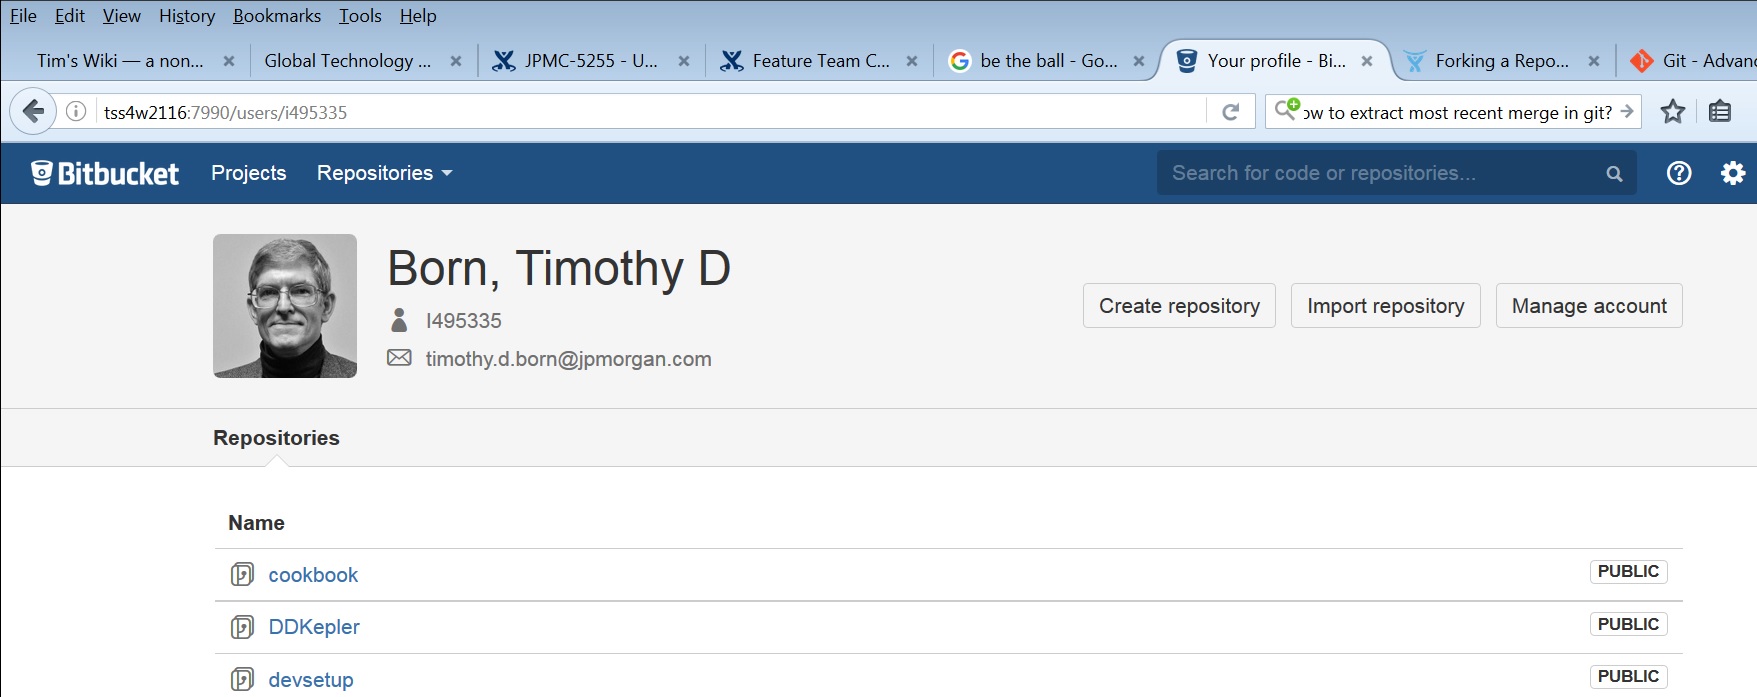 File Edit View History Bookmarks Tools Help
Tim's Wiki — a non... Global Technology ... JPMC-5255 - U... Feature Team C... be the ball - Go... Your profile - Bi... Forking a Repo... Git - Advanc
tss4w2116:7990/users/i495335 ow to extract most recent merge in git?
Bitbucket Projects Repositories Search for code or repositories...
Born, Timothy D
I495335
timothy.d.born@jpmorgan.com
Create repository Import repository Manage account
Repositories
Name
cookbook PUBLIC
DDKepler PUBLIC
devsetup PUBLIC